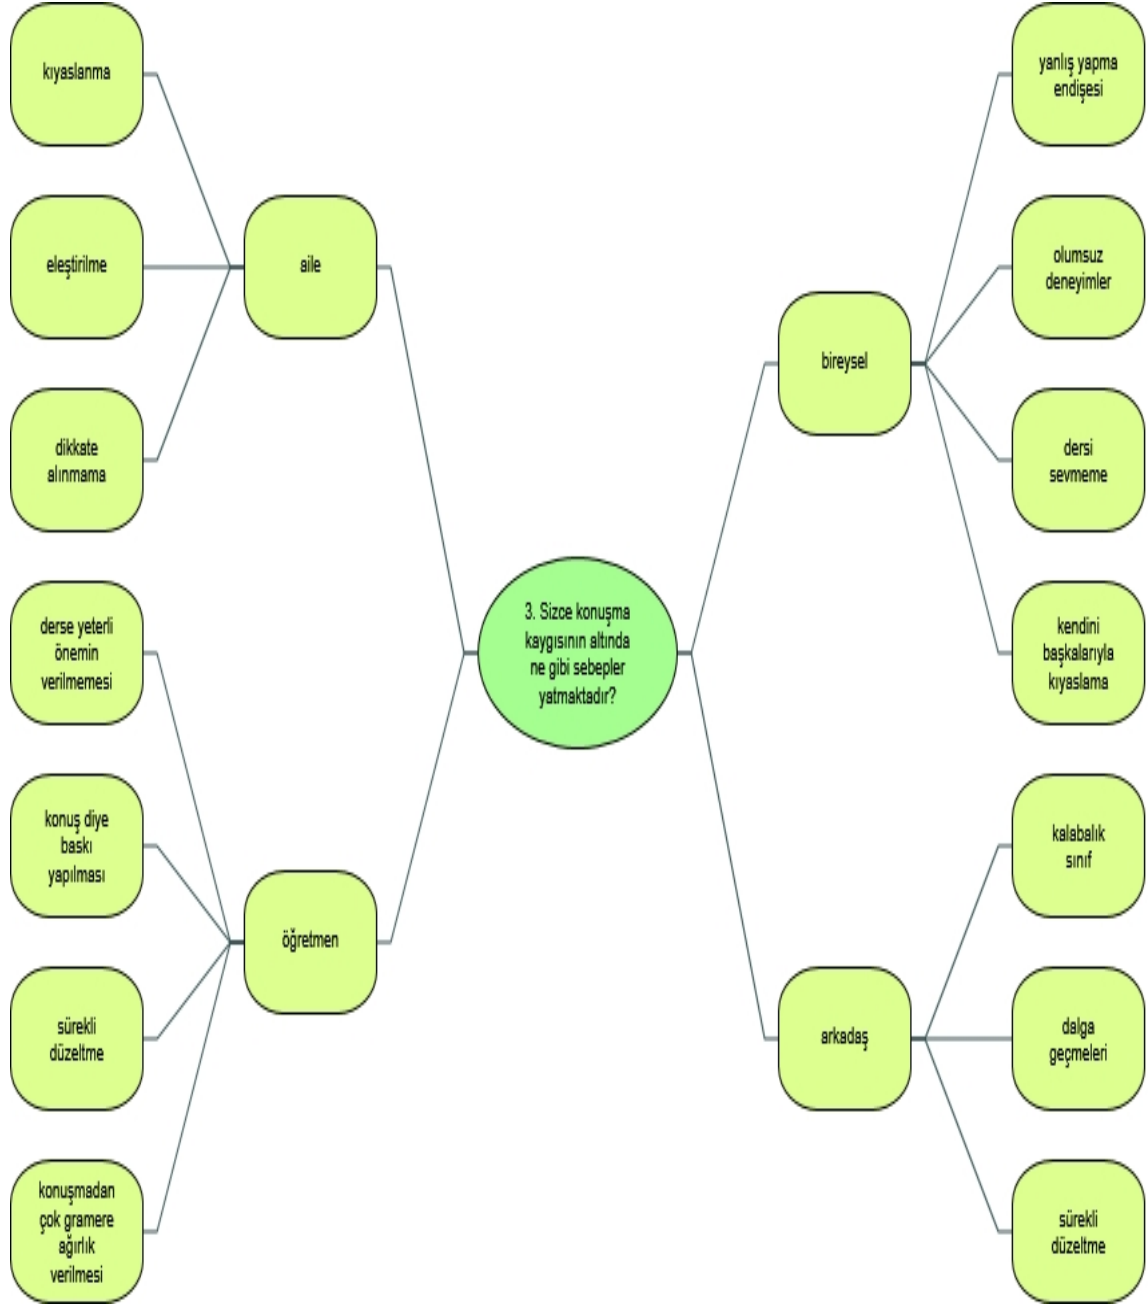 kıyaslanma
eleştirilme
dikkate
alınmama
aile
derse yeterli
önemin
verilmemesi
konuş diye
baskı
yapılması
sürekli
düzeltme
konuşmadan
çok gramere
ağırlık
verilmesi
öğretmen
3. Sizce konuşma
kaygısının altında
ne gibi sebepler
yatmaktadır?
bireysel
yanlış yapma
endişesi
olumsuz
deneyimler
dersi
sevmeme
kendini
başkalarıyla
kıyaslama
arkadaş
kalabalık
sınıf
dalga
geçmeleri
sürekli
düzeltme